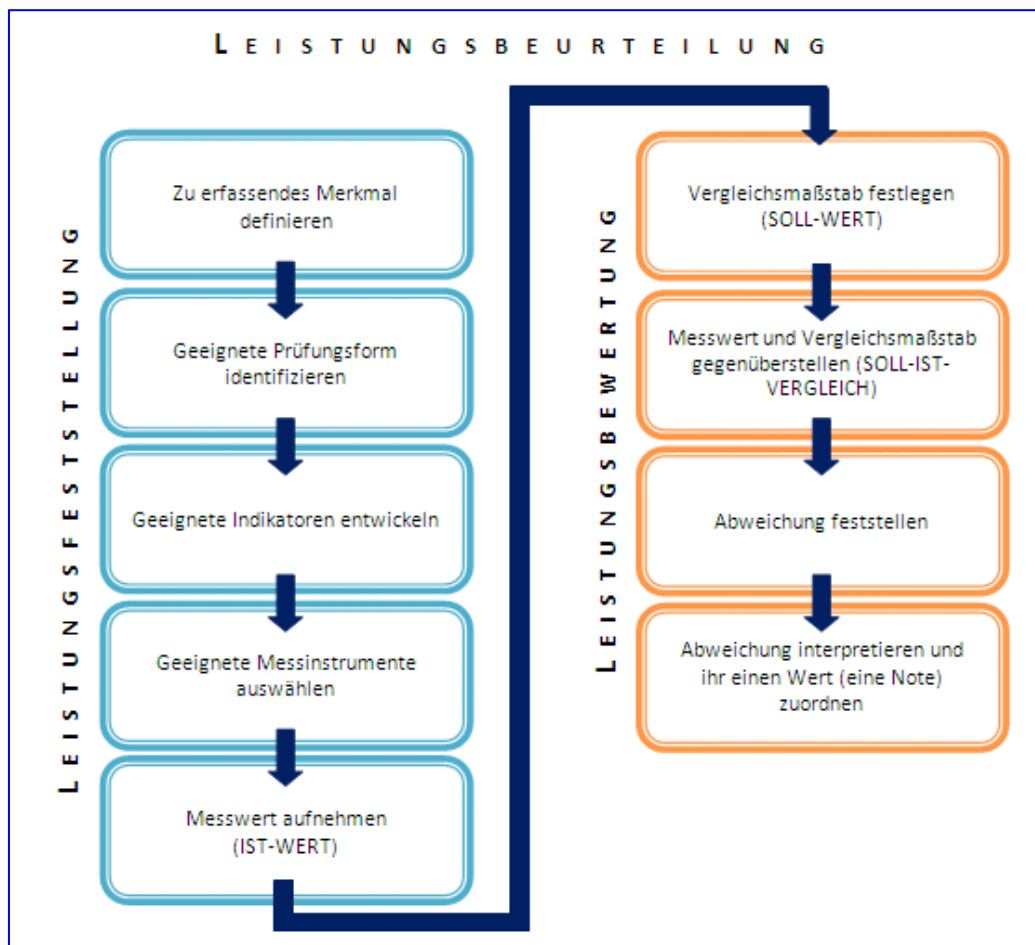 LEISTUNGSBEURTEILUNG
LEISTUNGSFESTSTELLUNG
Zu erfassendes Merkmal
definieren
Geeignete Prüfungsform
identifizieren
Geeignete Indikatoren entwickeln
Geeignete Messinstrumente
auswählen
Messwert aufnehmen
(IST-WERT)
LEISTUNGSBEWERTUNG
Vergleichsmaßstab festlegen
(SOLL-WERT)
Messwert und Vergleichsmaßstab
gegenüberstellen (SOLL-IST-
VERGLEICH)
Abweichung feststellen
Abweichung interpretieren und
ihr einen Wert (eine Note)
zuordnen